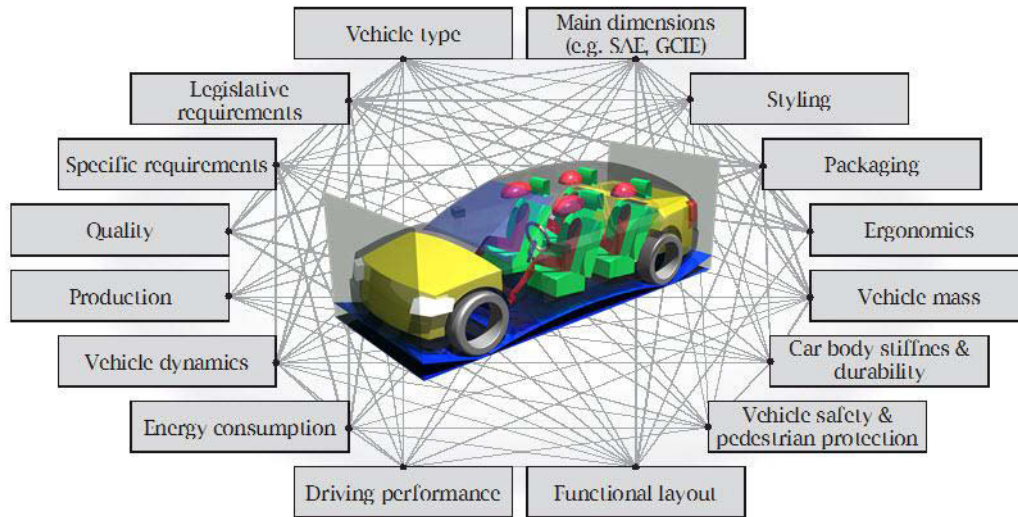 Vehicle type
Main dimensions
(e.g. SAE, GCIE)
Legislative
requirements
Styling
Specific requirements
Packaging
Quality
Ergonomics
Production
Vehicle mass
Vehicle dynamics
Car body stiffnes &
durability
Energy consumption
Vehicle safety &
pedestrian protection
Driving performance
Functional layout